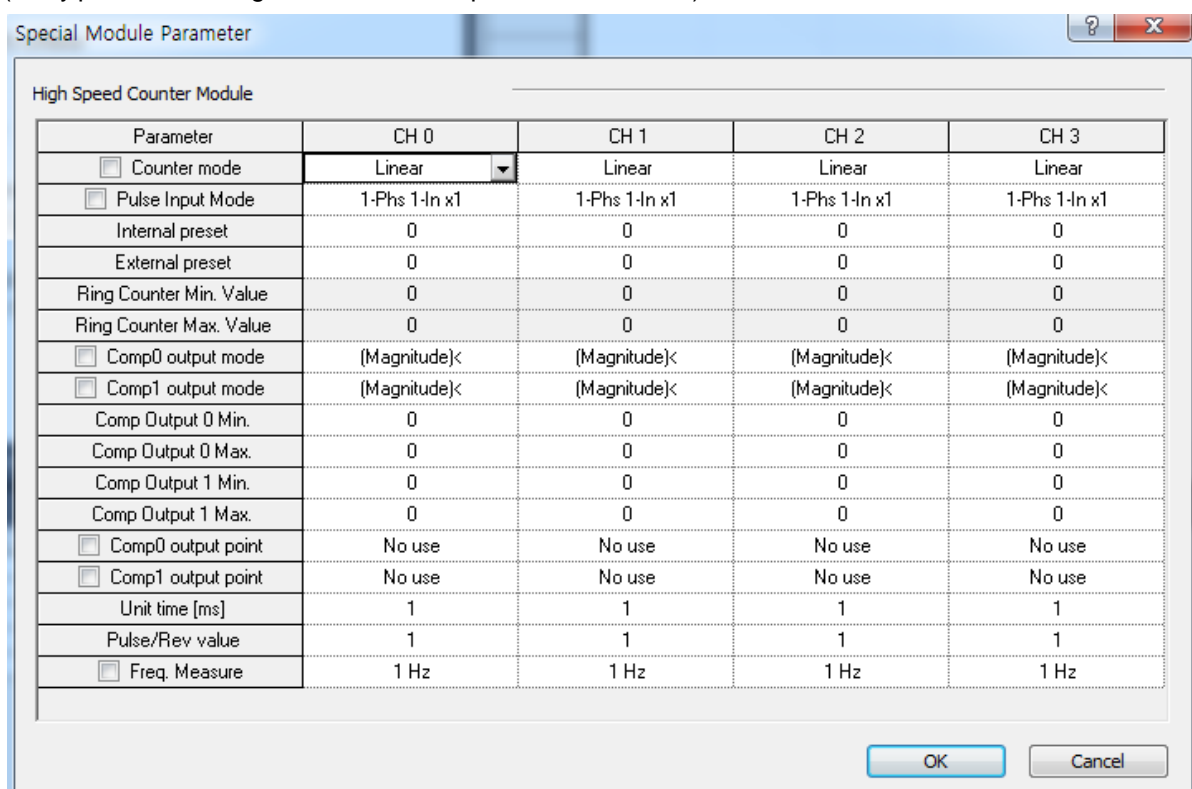 Special Module Parameter
High Speed Counter Module
Parameter CH 0 CH 1 CH 2 CH 3
Counter mode Linear Linear Linear Linear
Pulse Input Mode 1-Phs 1-In x1 1-Phs 1-In x1 1-Phs 1-In x1 1-Phs 1-In x1
Internal preset 0 0 0 0
External preset 0 0 0 0
Ring Counter Min. Value 0 0 0 0
Ring Counter Max. Value 0 0 0 0
Comp0 output mode (Magnitude)< (Magnitude)< (Magnitude)< (Magnitude)<
Comp1 output mode (Magnitude)< (Magnitude)< (Magnitude)< (Magnitude)<
Comp Output 0 Min. 0 0 0 0
Comp Output 0 Max. 0 0 0 0
Comp Output 1 Min. 0 0 0 0
Comp Output 1 Max. 0 0 0 0
Comp0 output point No use No use No use No use
Comp1 output point No use No use No use No use
Unit time [ms] 1 1 1 1
Pulse/Rev value 1 1 1 1
Freq. Measure 1 Hz 1 Hz 1 Hz 1 Hz
OK Cancel